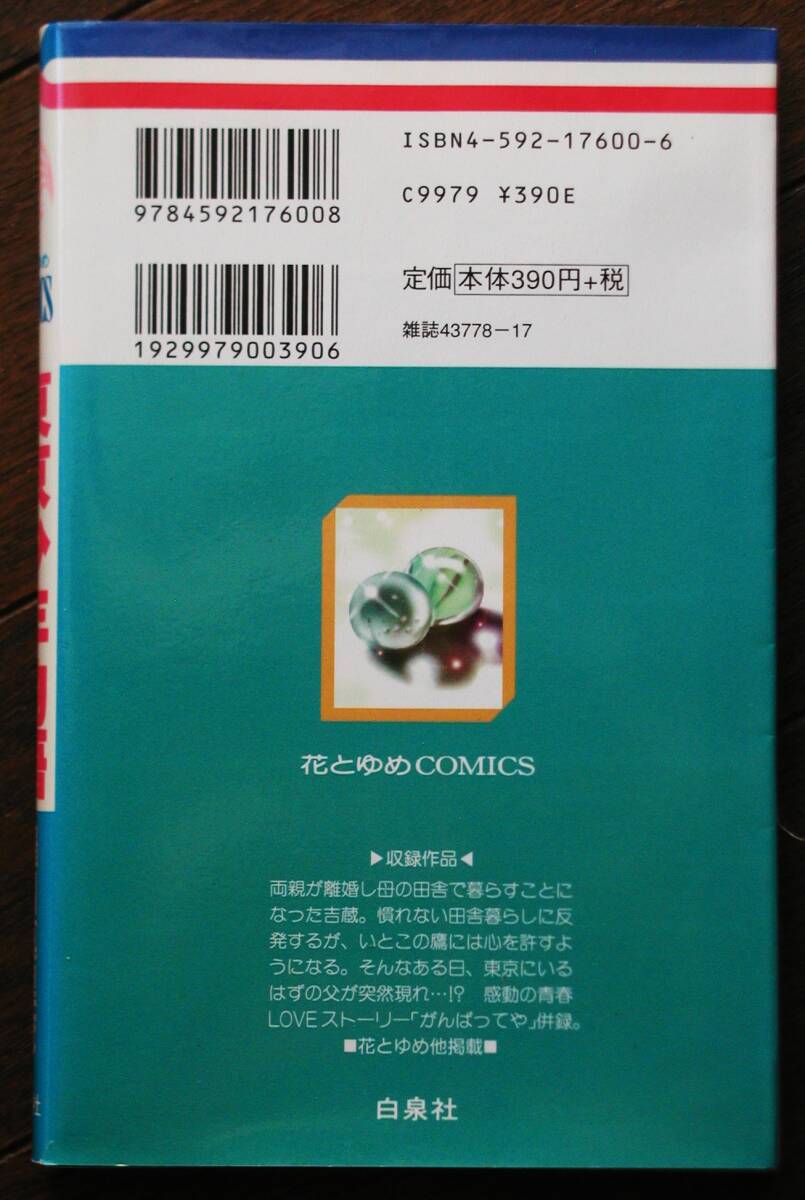 ISBN4-592-17600-6
9784592176008
C9979 ¥390E
定価 本体390円+税
1929979003906
雑誌43778-17
花とゆめCOMICS
▶収録作品◀
両親が離婚し母の田舎で暮らすことに
なった吉蔵。慣れない田舎暮らしに反
発するが、いとこの鷹には心を許すよ
うになる。そんなある日、東京にいる
はずの父が突然現れ…!? 感動の青春
LOVEストーリー「がんばってや」併録。
■花とゆめ他掲載■
白泉社